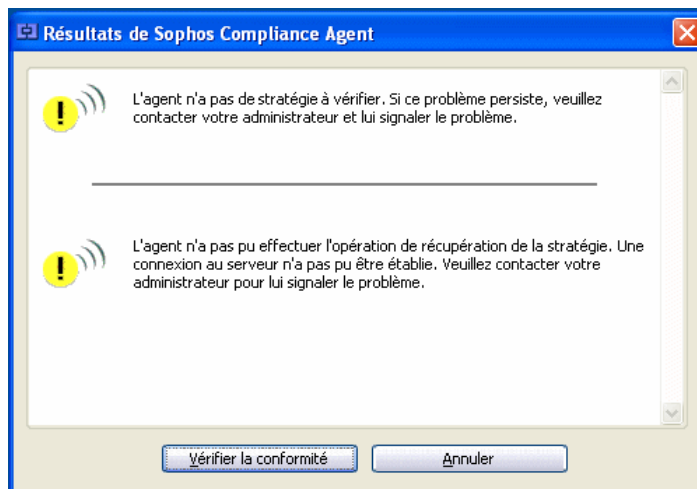 Résultats de Sophos Compliance Agent
L'agent n'a pas de stratégie à vérifier. Si ce problème persiste, veuillez
contacter votre administrateur et lui signaler le problème.
L'agent n'a pas pu effectuer l'opération de récupération de la stratégie. Une
connexion au serveur n'a pas pu être établie. Veuillez contacter votre
administrateur pour lui signaler le problème.
Vérifier la conformité
Annuler